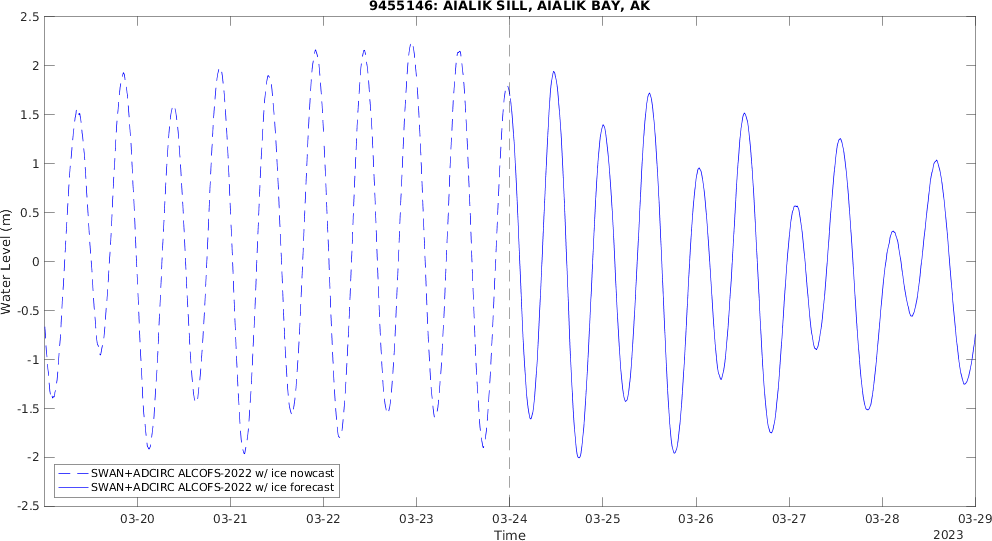 9455146: AIALIK SILL, AIALIK BAY, AK
2.5
2
1.5
1
0.5
0
-0.5
-1
-1.5
-2
-2.5
Water Level (m)
SWAN+ADCIRC ALCOFS-2022 w/ ice nowcast
SWAN+ADCIRC ALCOFS-2022 w/ ice forecast
03-20 03-21 03-22 03-23 03-24 03-25 03-26 03-27 03-28 03-29
Time
2023